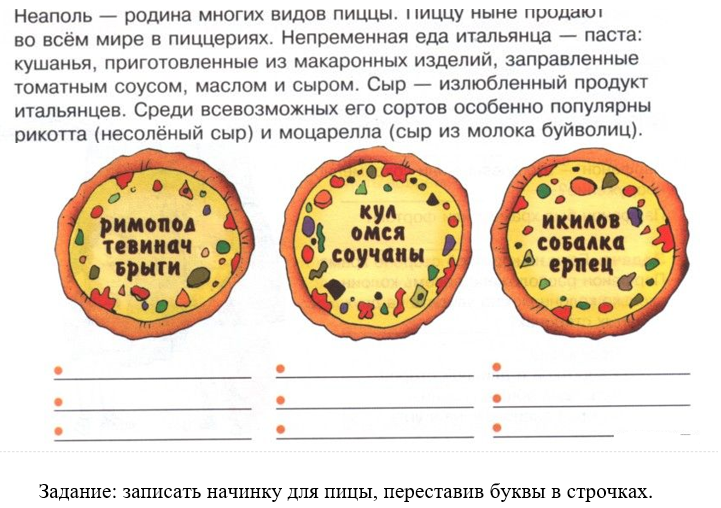 Неаполь — родина многих видов пиццы. Пиццу ныне продают
во всём мире в пиццериях. Непременная еда итальянца — паста:
кушанья, приготовленные из макаронных изделий, заправленные
томатным соусом, маслом и сыром. Сыр — излюбленный продукт
итальянцев. Среди всевозможных его сортов особенно популярны
рикотта (несолёный сыр) и моцарелла (сыр из молока буйволиц).
римопод
тевинач
брыги
кул
омся
соучаны
икилов
собалка
ерпец
Задание: записать начинку для пицы, переставив буквы в строчках.